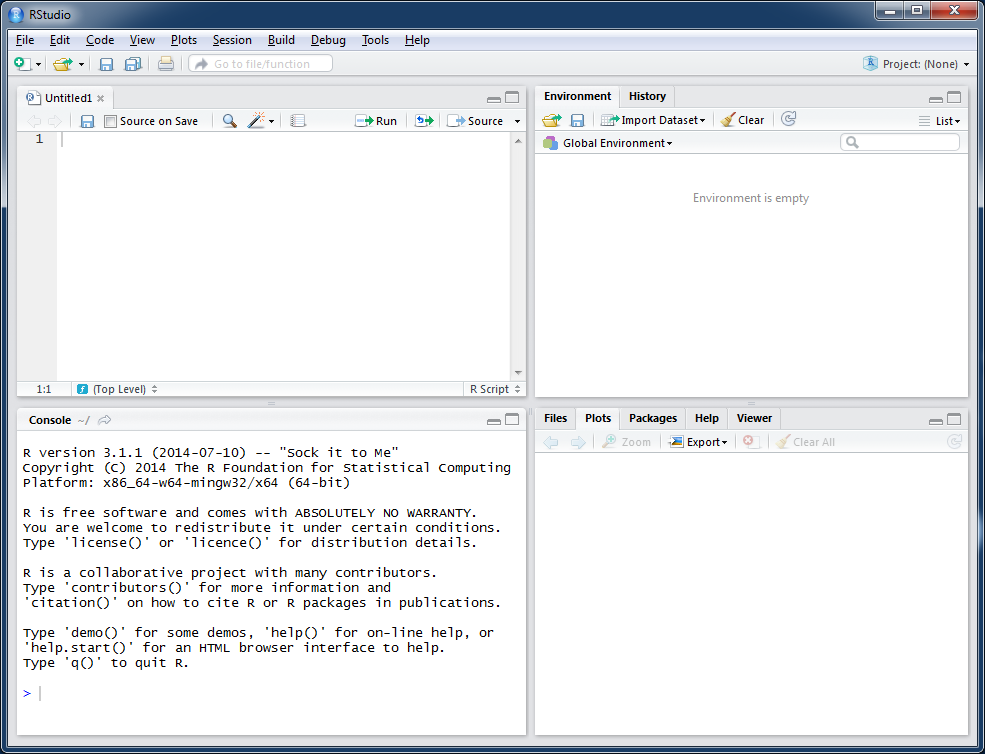 RStudio
File Edit Code View Plots Session Build Debug Tools Help
Go to file/function Project: (None)
Untitled1
Source on Save Run Source
1
1:1 (Top Level) R Script
Console ~/
R version 3.1.1 (2014-07-10) -- "Sock it to Me"
Copyright (C) 2014 The R Foundation for Statistical Computing
Platform: x86_64-w64-mingw32/x64 (64-bit)
R is free software and comes with ABSOLUTELY NO WARRANTY.
You are welcome to redistribute it under certain conditions.
Type 'license()' or 'licence()' for distribution details.
R is a collaborative project with many contributors.
Type 'contributors()' for more information and
'citation()' on how to cite R or R packages in publications.
Type 'demo()' for some demos, 'help()' for on-line help, or
'help.start()' for an HTML browser interface to help.
Type 'q()' to quit R.
>
Environment History
Import Dataset Clear List
Global Environment
Environment is empty
Files Plots Packages Help Viewer
Zoom Export Clear All